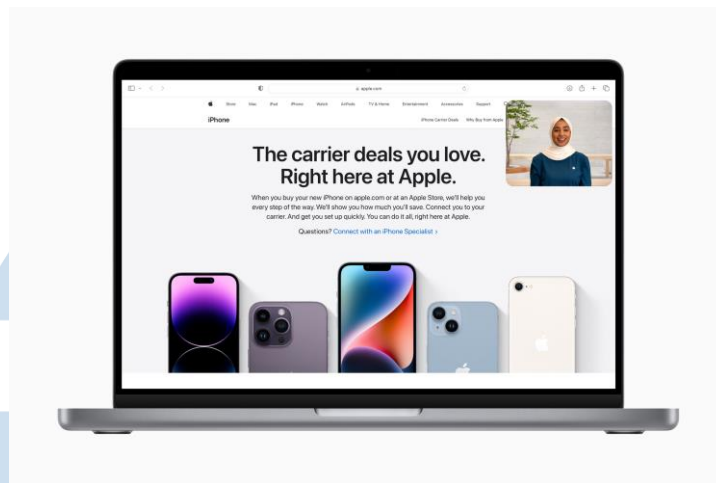 apple.com
Store Mac iPad iPhone Watch AirPods TV & Home Entertainment Accessories Support
iPhone
iPhone Carrier Deals Why Buy from Apple
The carrier deals you love.
Right here at Apple.
When you buy your new iPhone on apple.com or at an Apple Store, we'll help you
every step of the way. We'll show you how much you'll save. Connect you to your
carrier. And get you set up quickly. You can do it all, right here at Apple.
Questions? Connect with an iPhone Specialist >